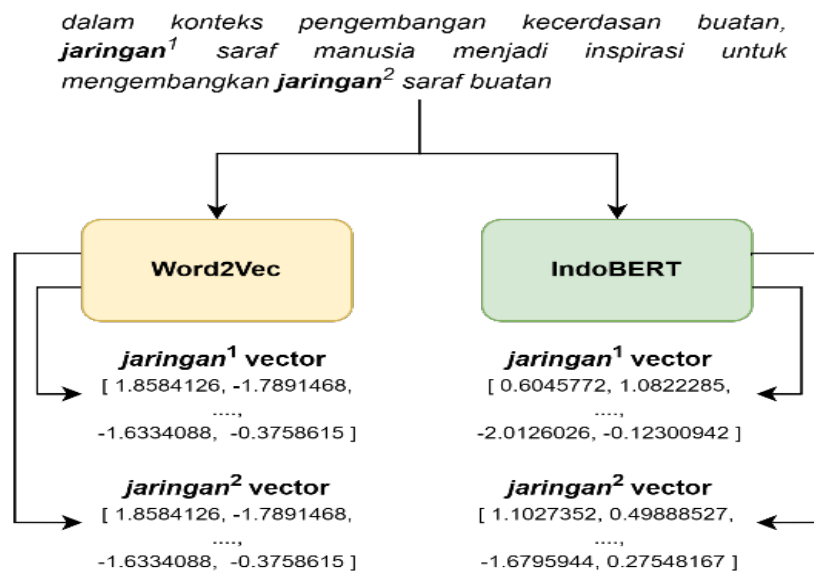 dalam konteks pengembangan kecerdasan buatan,
jaringan¹ saraf manusia menjadi inspirasi untuk
mengembangkan jaringan² saraf buatan
Word2Vec
IndoBERT
jaringan¹ vector
[ 1.8584126, -1.7891468,
....,
-1.6334088, -0.3758615 ]
jaringan¹ vector
[ 0.6045772, 1.0822285,
....,
-2.0126026, -0.12300942 ]
jaringan² vector
[ 1.8584126, -1.7891468,
....,
-1.6334088, -0.3758615 ]
jaringan² vector
[ 1.1027352, 0.49888527,
....,
-1.6795944, 0.27548167 ]